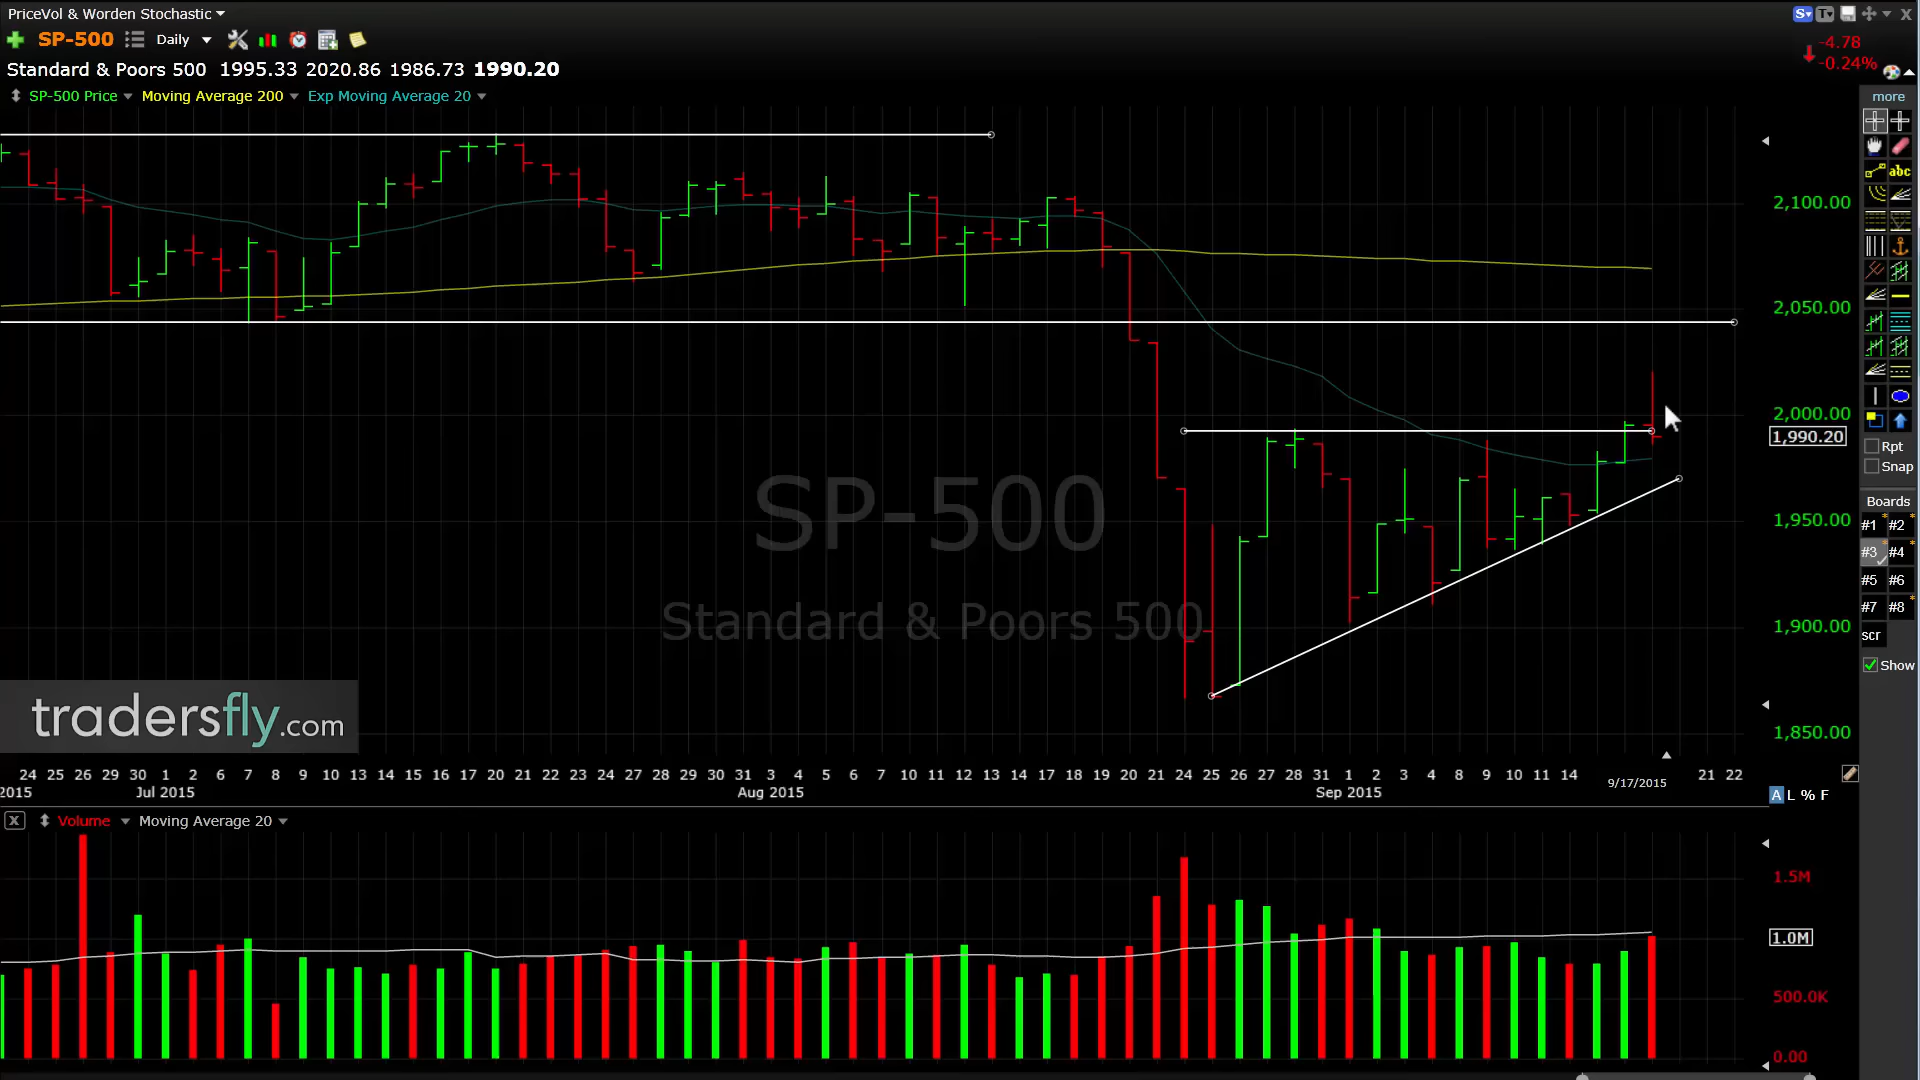 PriceVol & Worden Stochastic
S T X
SP-500 Daily
-4.78
-0.24%
Standard & Poors 500 1995.33 2020.86 1986.73 1990.20
SP-500 Price Moving Average 200 Exp Moving Average 20
more
abc
2,100.00
2,050.00
2,000.00
1,990.20
1,950.00
1,900.00
1,850.00
Rpt
Snap
Boards
#1 #2
#3 #4
#5 #6
#7 #8
scr
Show
SP-500
Standard & Poors 500
tradersfly.com
24 25 26 29 30 1 2 6 7 8 9 10 13 14 15 16 17 20 21 22 23 24 27 28 29 30 31 3 4 5 6 7 10 11 12 13 14 17 18 19 20 21 24 25 26 27 28 31 1 2 3 4 8 9 10 11 14 9/17/2015 21 22
2015 Jul 2015 Aug 2015 Sep 2015
A L % F
X Volume Moving Average 20
1.5M
1.0M
500.0K
0.00